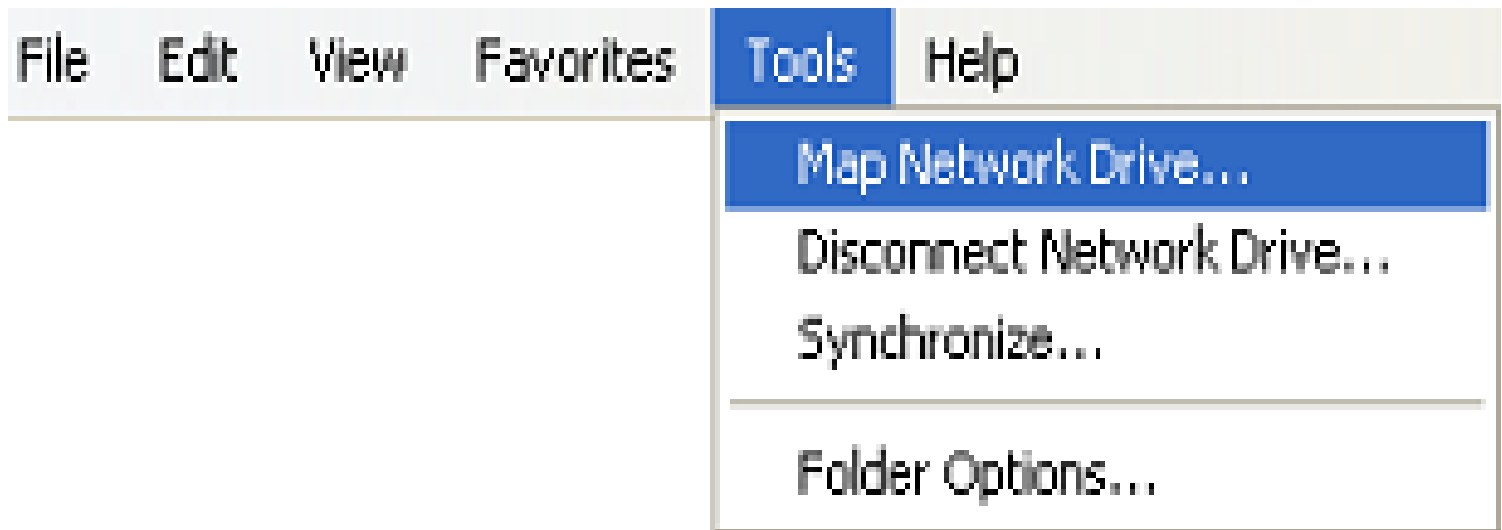 File Edit View Favorites Tools Help
Map Network Drive...
Disconnect Network Drive...
Synchronize...
Folder Options...